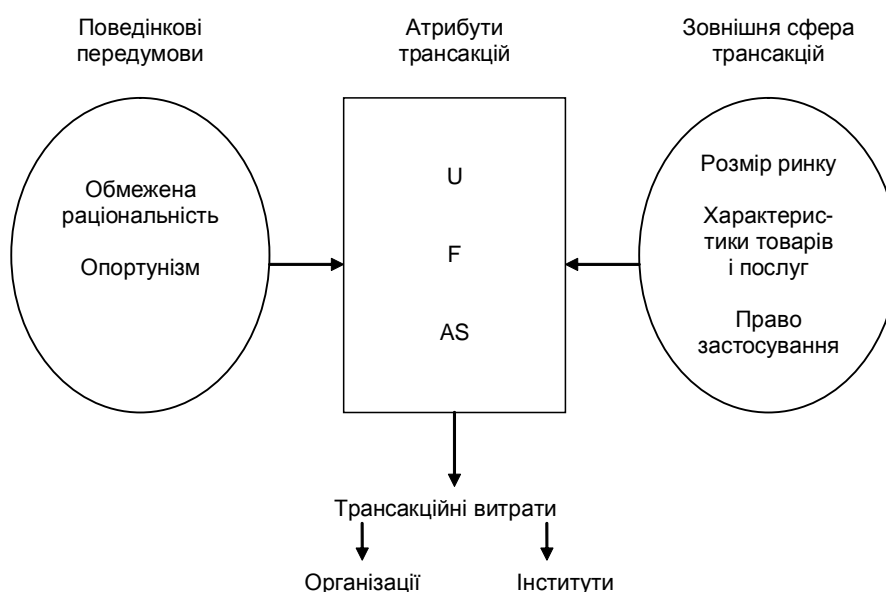 Поведінкові
передумови
Атрибути
трансакцій
Зовнішня сфера
трансакцій
Обмежена
раціональність
Опортунізм
U
F
AS
Розмір ринку
Характерис-
тики товарів
і послуг
Право
застосування
Трансакційні витрати
Організації
Інститути